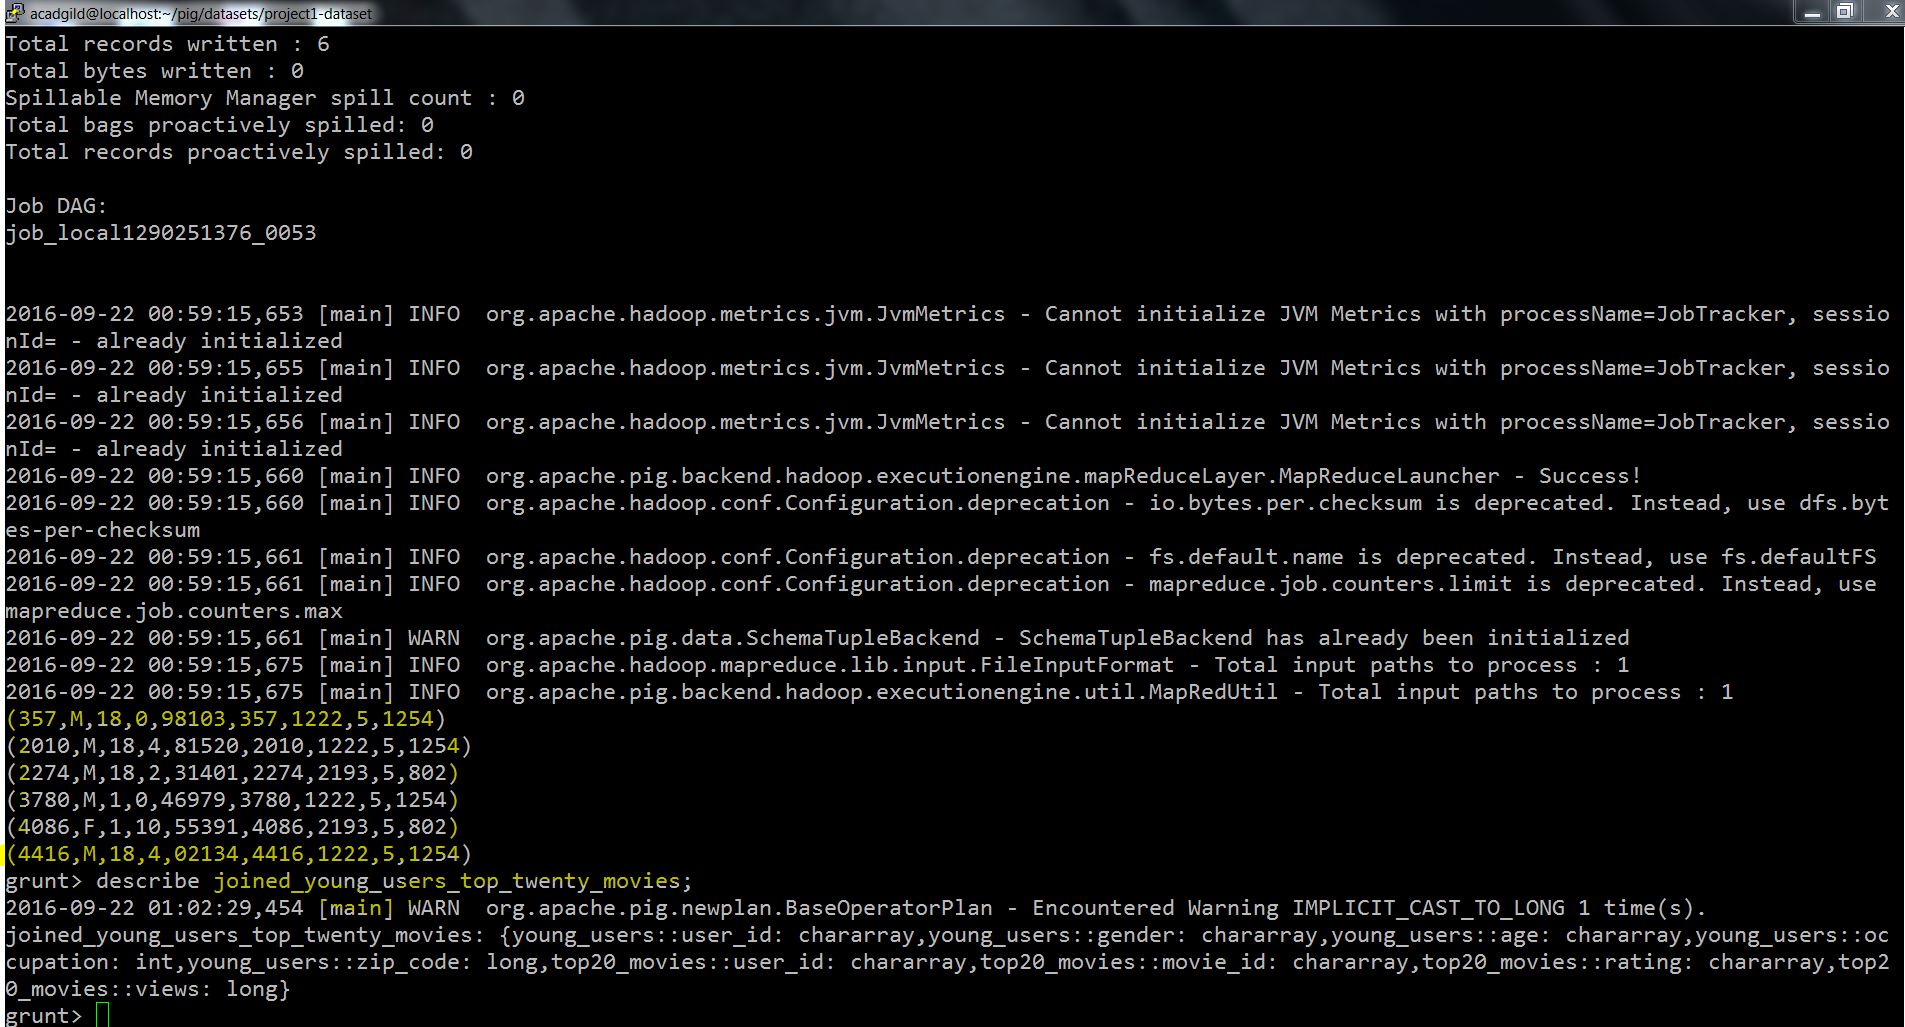 acadgild@localhost:~/pig/datasets/project1-dataset
Total records written : 6
Total bytes written : 0
Spillable Memory Manager spill count : 0
Total bags proactively spilled: 0
Total records proactively spilled: 0
Job DAG:
job_local1290251376_0053
2016-09-22 00:59:15,653 [main] INFO  org.apache.hadoop.metrics.jvm.JvmMetrics - Cannot initialize JVM Metrics with processName=JobTracker, sessio
nId= - already initialized
2016-09-22 00:59:15,655 [main] INFO  org.apache.hadoop.metrics.jvm.JvmMetrics - Cannot initialize JVM Metrics with processName=JobTracker, sessio
nId= - already initialized
2016-09-22 00:59:15,656 [main] INFO  org.apache.hadoop.metrics.jvm.JvmMetrics - Cannot initialize JVM Metrics with processName=JobTracker, sessio
nId= - already initialized
2016-09-22 00:59:15,660 [main] INFO  org.apache.pig.backend.hadoop.executionengine.mapReduceLayer.MapReduceLauncher - Success!
2016-09-22 00:59:15,660 [main] INFO  org.apache.hadoop.conf.Configuration.deprecation - io.bytes.per.checksum is deprecated. Instead, use dfs.byt
es-per-checksum
2016-09-22 00:59:15,661 [main] INFO  org.apache.hadoop.conf.Configuration.deprecation - fs.default.name is deprecated. Instead, use fs.defaultFS
2016-09-22 00:59:15,661 [main] INFO  org.apache.hadoop.conf.Configuration.deprecation - mapreduce.job.counters.limit is deprecated. Instead, use
mapreduce.job.counters.max
2016-09-22 00:59:15,661 [main] WARN  org.apache.pig.data.SchemaTupleBackend - SchemaTupleBackend has already been initialized
2016-09-22 00:59:15,675 [main] INFO  org.apache.hadoop.mapreduce.lib.input.FileInputFormat - Total input paths to process : 1
2016-09-22 00:59:15,675 [main] INFO  org.apache.pig.backend.hadoop.executionengine.util.MapRedUtil - Total input paths to process : 1
(357,M,18,0,98103,357,1222,5,1254)
(2010,M,18,4,81520,2010,1222,5,1254)
(2274,M,18,2,31401,2274,2193,5,802)
(3780,M,1,0,46979,3780,1222,5,1254)
(4086,F,1,10,55391,4086,2193,5,802)
(4416,M,18,4,02134,4416,1222,5,1254)
grunt> describe joined_young_users_top_twenty_movies;
2016-09-22 01:02:29,454 [main] WARN  org.apache.pig.newplan.BaseOperatorPlan - Encountered Warning IMPLICIT_CAST_TO_LONG 1 time(s).
joined_young_users_top_twenty_movies: {young_users::user_id: chararray,young_users::gender: chararray,young_users::age: chararray,young_users::oc
cupation: int,young_users::zip_code: long,top20_movies::user_id: chararray,top20_movies::movie_id: chararray,top20_movies::rating: chararray,top2
0_movies::views: long}
grunt>